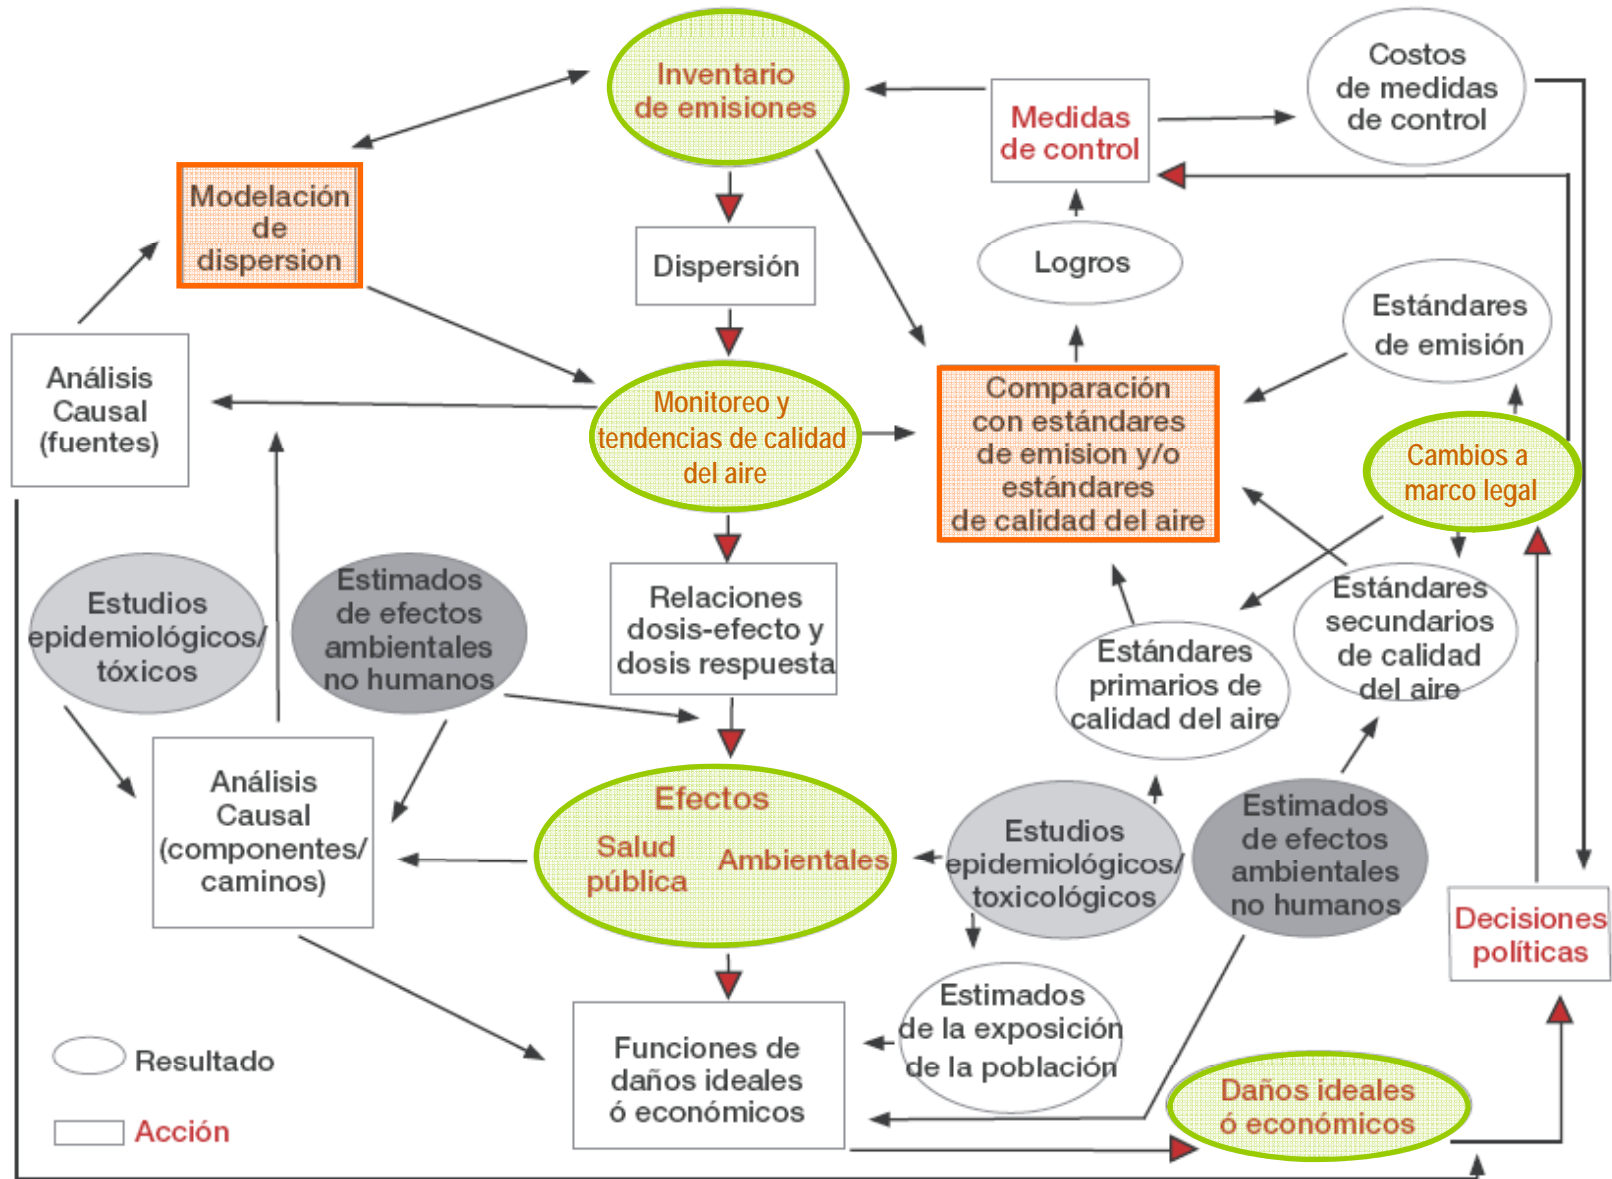 Inventario
de emisiones
Costos
de medidas
de control
Medidas
de control
Modelación
de
dispersion
Dispersión
Logros
Estándares
de emisión
Análisis
Causal
(fuentes)
Monitoreo y
tendencias de calidad
del aire
Comparación
con estándares
de emision y/o
estándares
de calidad del aire
Cambios a
marco legal
Estudios
epidemiológicos/
tóxicos
Estimados
de efectos
ambientales
no humanos
Relaciones
dosis-efecto y
dosis respuesta
Estándares
primarios de
calidad del aire
Estándares
secundarios
de calidad
del aire
Análisis
Causal
(componentes/
caminos)
Efectos
Salud
pública
Ambientales
Estudios
epidemiológicos/
toxicológicos
Estimados
de efectos
ambientales
no humanos
Decisiones
políticas
Estimados
de la exposición
de la población
Funciones de
daños ideales
ó económicos
Daños ideales
ó económicos
Resultado
Acción